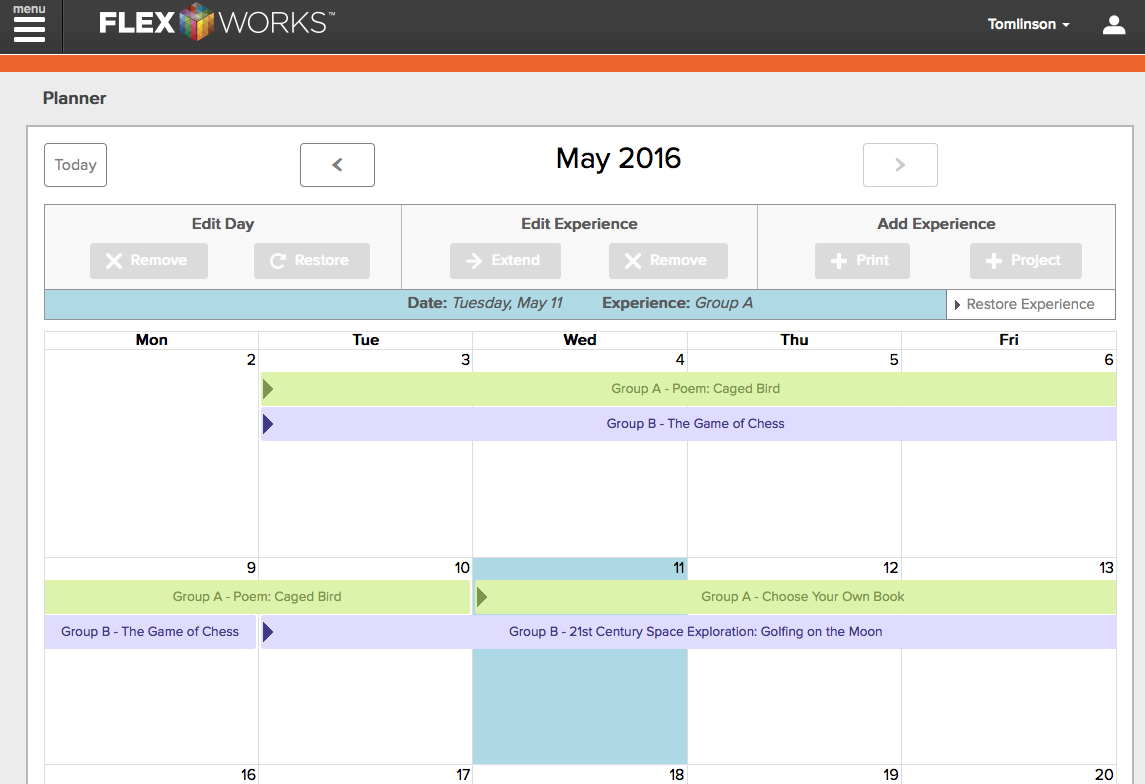 menu
FLEXWORKS™
Tomlinson
Planner
Today
May 2016
Edit Day
Edit Experience
Add Experience
Remove
Restore
Extend
Remove
Print
Project
Date: Tuesday, May 11 Experience: Group A
Restore Experience
Mon Tue Wed Thu Fri
2 3 4 5 6
Group A - Poem: Caged Bird
Group B - The Game of Chess
9 10 11 12 13
Group A - Poem: Caged Bird
Group A - Choose Your Own Book
Group B - The Game of Chess
Group B - 21st Century Space Exploration: Golfing on the Moon
16 17 18 19 20